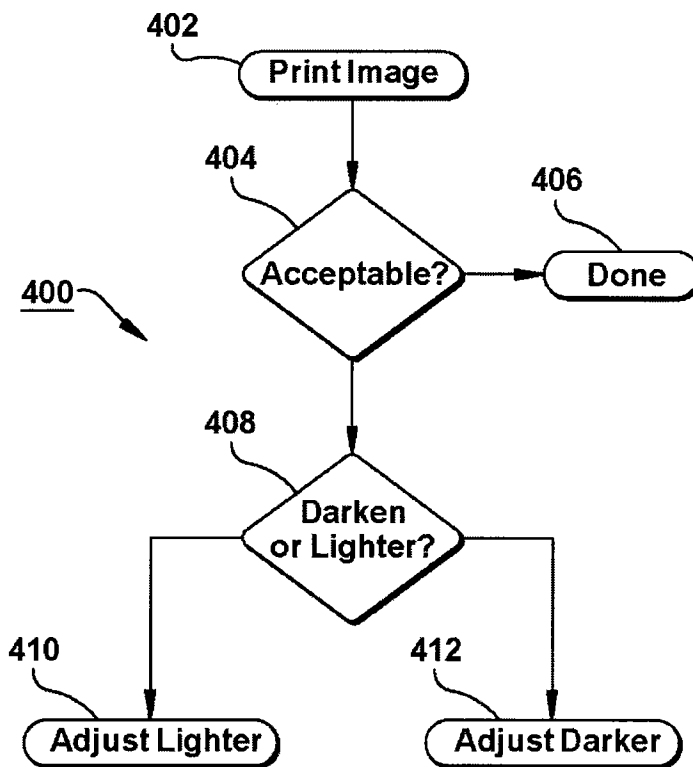 402
Print Image
404
406
Acceptable?
Done
400
408
Darken
or Lighter?
410
412
Adjust Lighter
Adjust Darker